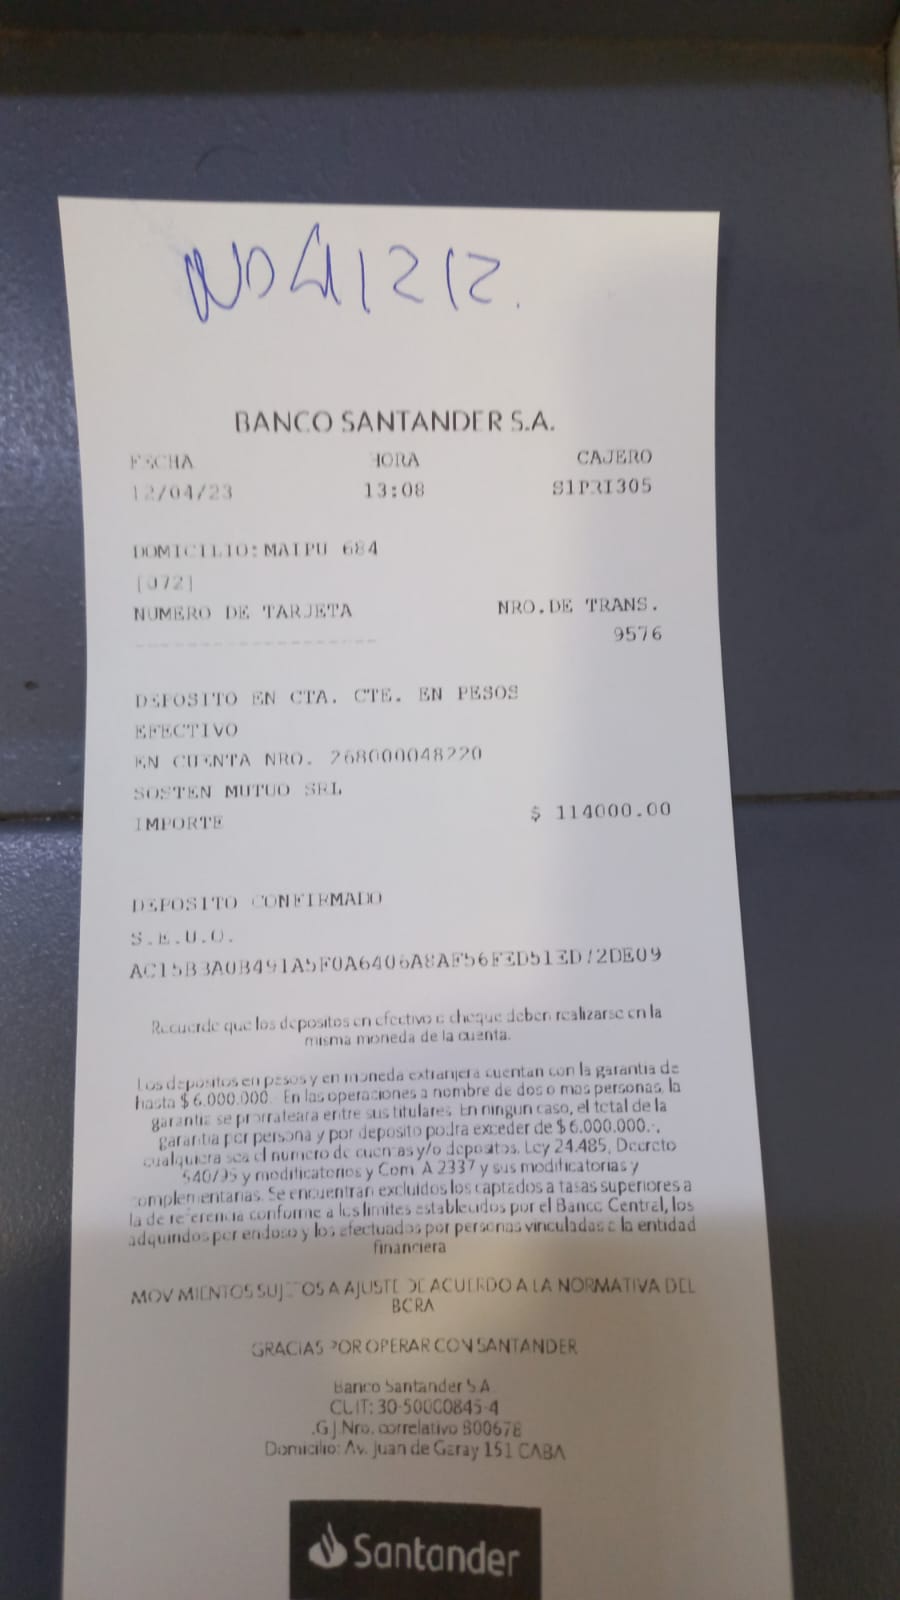 BANCO SANTANDER S.A.
FECHA HORA CAJERO
12/04/23 13:08 S1PRI305
DOMICILIO:MAIPU 684
[072]
NUMERO DE TARJETA NRO.DE TRANS.
9576
DEPOSITO EN CTA. CTE. EN PESOS
EFECTIVO
EN CUENTA NRO. 268000048220
SOSTEN MUTUO SRL
IMPORTE $ 114000.00
DEPOSITO CONFIRMADO
S.E.U.O.
Recuerde que los depositos en efectivo o cheque deben realizarse en la
misma moneda de la cuenta.
Los depositos en pesos y en moneda extranjera cuentan con la garantia de
hasta $ 6.000.000. En las operaciones a nombre de dos o mas personas, la
garantia se prorrateara entre sus titulares. En ningun caso, el total de la
garantia por persona y por deposito podra exceder de $ 6.000.000.-,
cualquiera sea el numero de cuentas y/o depositos. Ley 24.485, Decreto
540/95 y modificatorios y Com. A 2337 y sus modificatorias y
complementarias. Se encuentran excluidos los captados a tasas superiores a
la de referencia conforme a los limites establecidos por el Banco Central, los
adquiridos por endoso y los efectuados por personas vinculadas a la entidad
financiera
MOVIMIENTOS SUJETOS A AJUSTE DE ACUERDO A LA NORMATIVA DEL
BCRA
GRACIAS POR OPERAR CON SANTANDER
Banco Santander S.A.
CUIT: 30-50000845-4
I.G.J Nro. correlativo 800678
Domicilio: Av. Juan de Garay 151 CABA
Santander